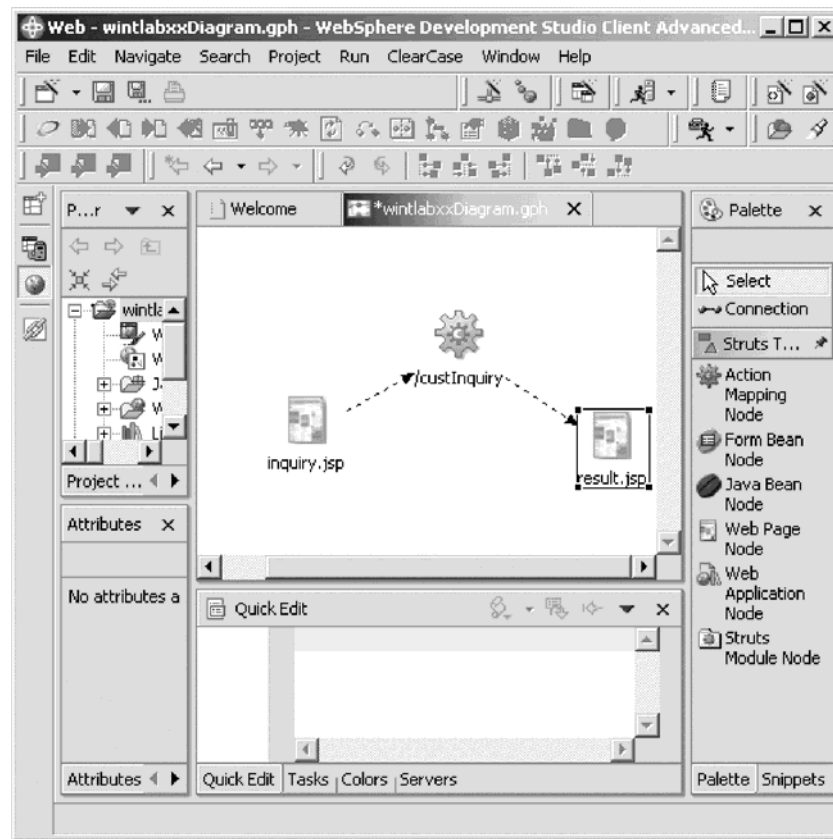 Web - wintlabxxDiagram.gph - WebSphere Development Studio Client Advanced...
File Edit Navigate Search Project Run ClearCase Window Help
P...r
Welcome
*wintlabxxDiagram.gph
Palette
Select
Connection
wintla
Struts T...
W
W
J
W
Li
/custInquiry
inquiry.jsp
result.jsp
Action
Mapping
Node
Form Bean
Node
Java Bean
Node
Web Page
Node
Web
Application
Node
Struts
Module Node
Project ...
Attributes
No attributes a
Quick Edit
Attributes
Quick Edit Tasks Colors Servers
Palette Snippets